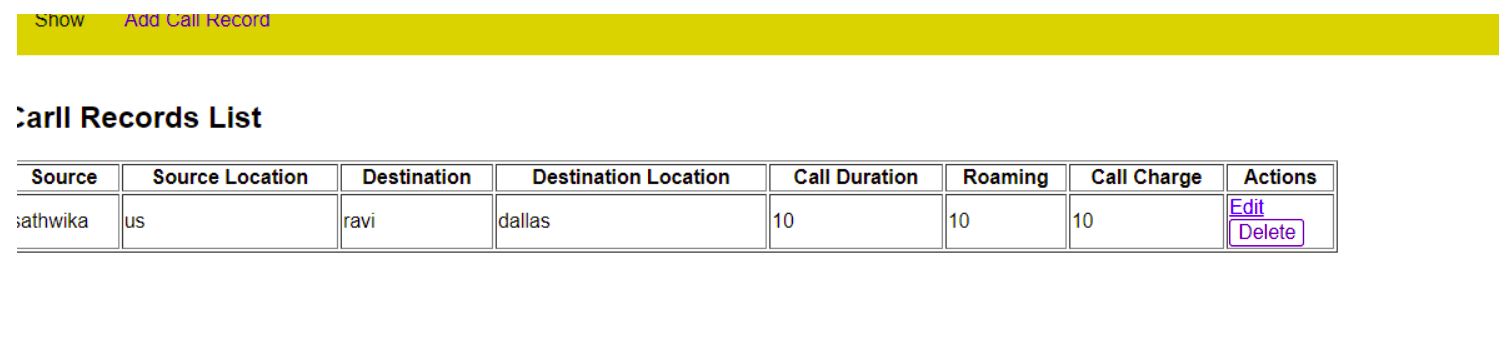 Show Add Call Record
Carll Records List
Source Source Location Destination Destination Location Call Duration Roaming Call Charge Actions
sathwika us ravi dallas 10 10 10 Edit
Delete